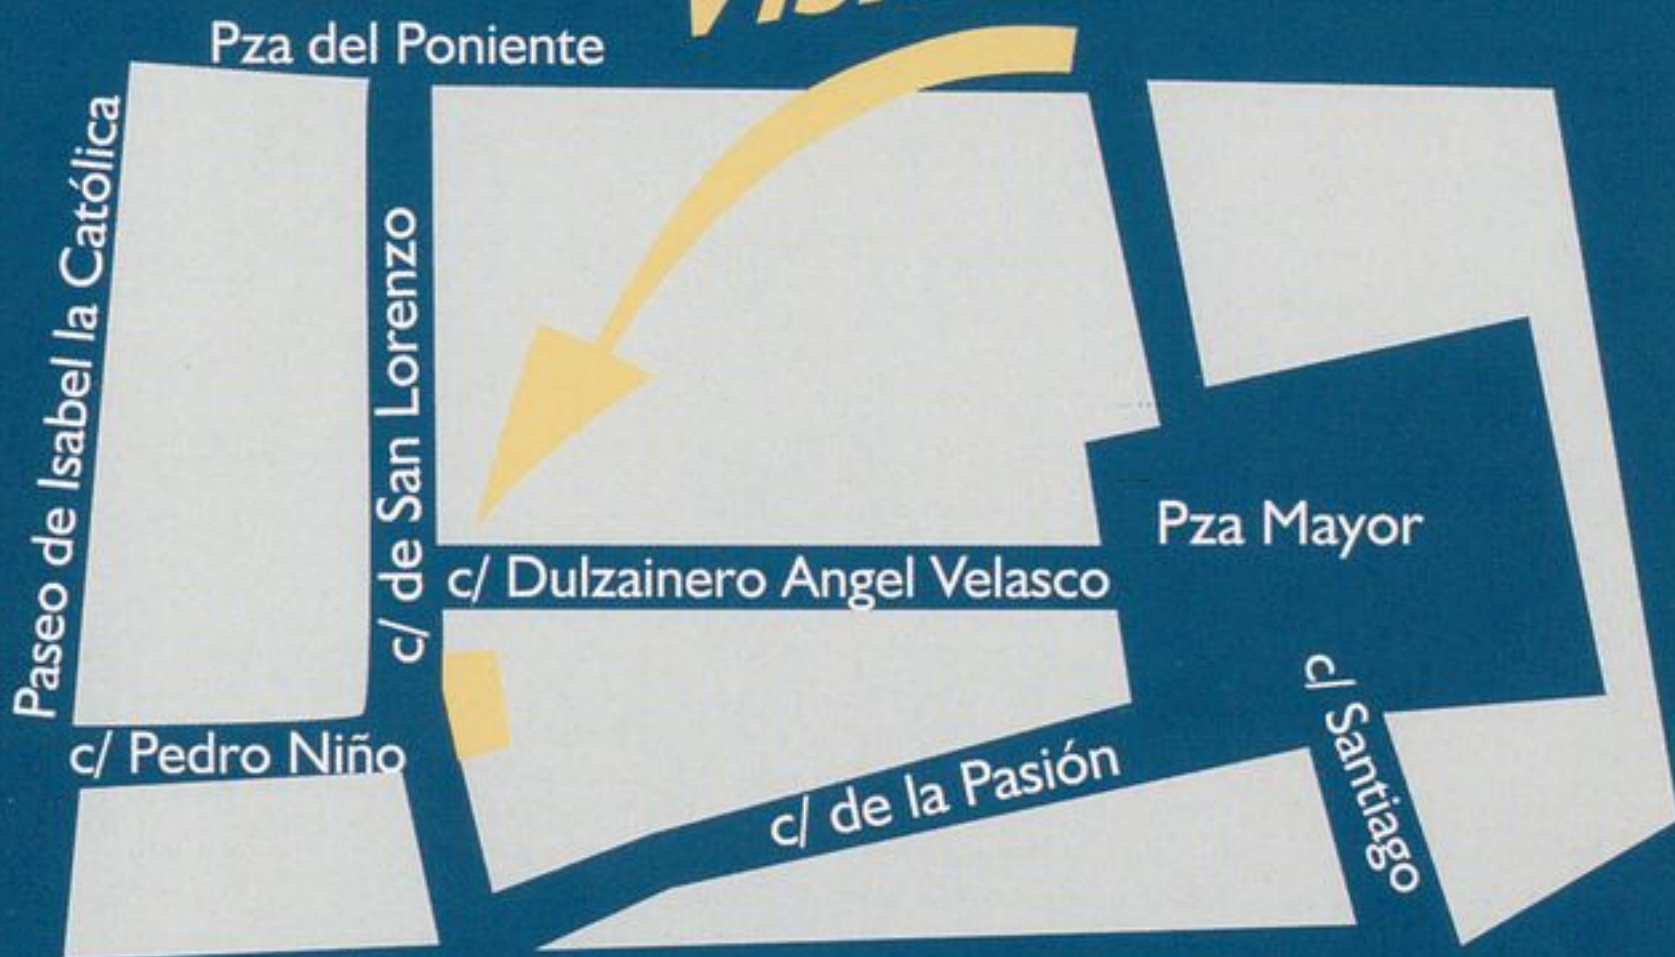 Pza del Poniente
Paseo de Isabel la Católica
c/ de San Lorenzo
Pza Mayor
c/ Dulzainero Angel Velasco
c/ Pedro Niño
c/ de la Pasión
c/ Santiago